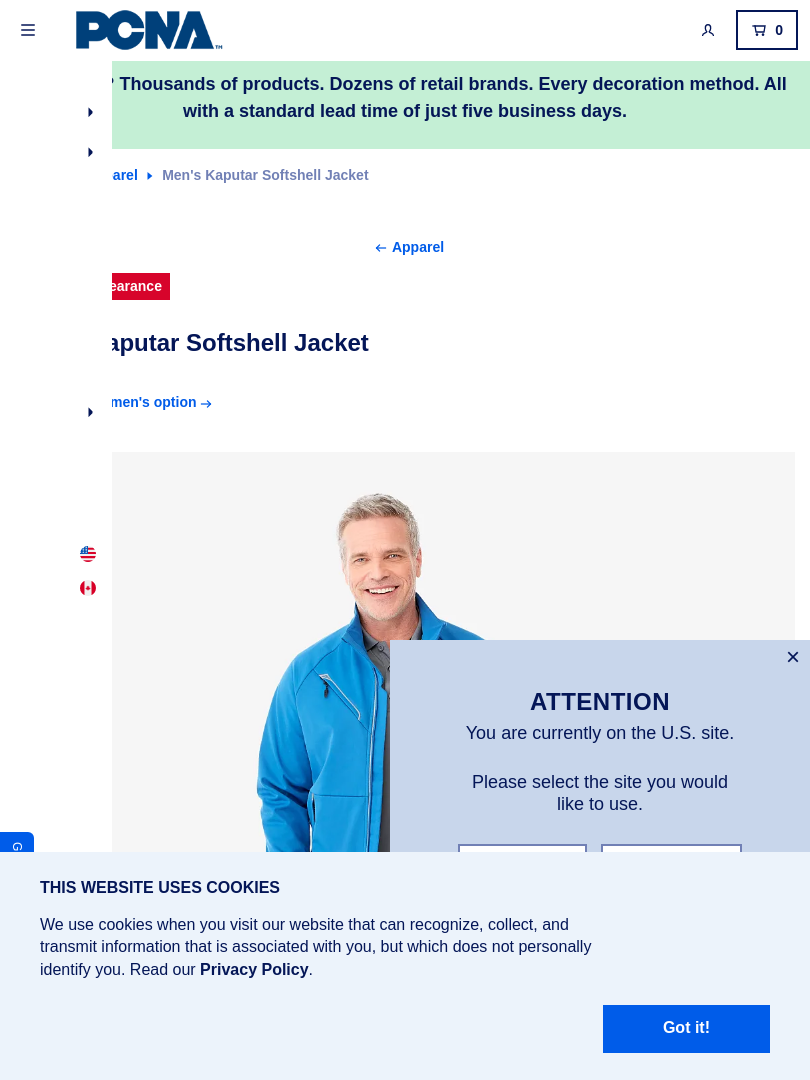 PCNA™
0
? Thousands of products. Dozens of retail brands. Every decoration method. All
with a standard lead time of just five business days.
arel
Men's Kaputar Softshell Jacket
Apparel
earance
aputar Softshell Jacket
men's option
ATTENTION
You are currently on the U.S. site.
Please select the site you would
like to use.
G
THIS WEBSITE USES COOKIES
We use cookies when you visit our website that can recognize, collect, and
transmit information that is associated with you, but which does not personally
identify you. Read our Privacy Policy.
Got it!